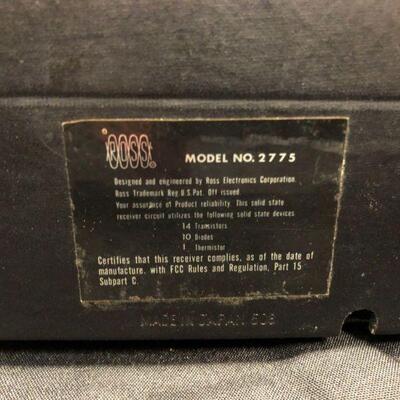 ROSS
MODEL NO. 2775
Designed and engineered by Ross Electronics Corporation.
Ross Trademark Reg. U.S. Pat. Off issued
Your assurance of Product reliability. This solid state
receiver circuit utilizes the following solid state devices
14 Transistors
10 Diodes
1 Thermistor
Certifies that this receiver complies, as of the date of
manufacture, with FCC Rules and Regulation, Part 15
Subpart C.
MADE IN JAPAN 606